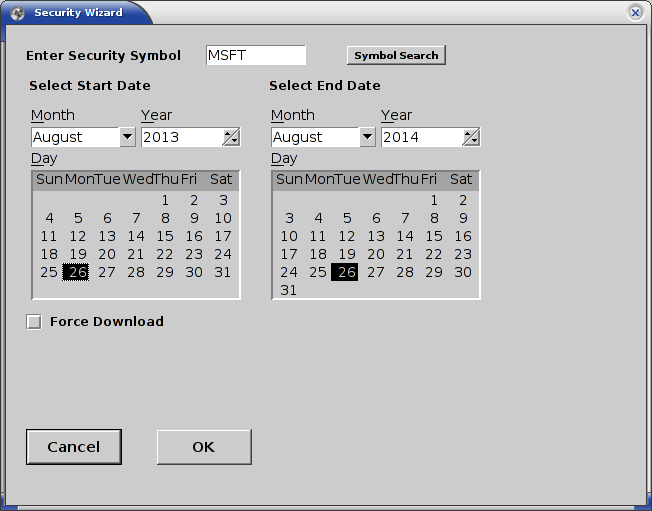 Security Wizard
Enter Security Symbol MSFT Symbol Search
Select Start Date Select End Date
Month Year Month Year
August 2013 August 2014
Day Day
Sun Mon Tue Wed Thu Fri Sat Sun Mon Tue Wed Thu Fri Sat
1 2 3 1 2
4 5 6 7 8 9 10 3 4 5 6 7 8 9
11 12 13 14 15 16 17 10 11 12 13 14 15 16
18 19 20 21 22 23 24 17 18 19 20 21 22 23
25 26 27 28 29 30 31 24 25 26 27 28 29 30
31
Force Download
Cancel OK